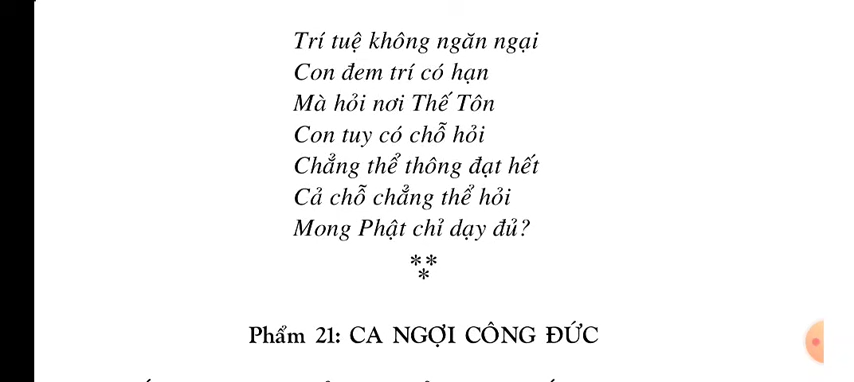 Trí tuệ không ngăn ngại
Con đem trí có hạn
Mà hỏi nơi Thế Tôn
Con tuy có chỗ hỏi
Chẳng thể thông đạt hết
Cả chỗ chẳng thể hỏi
Mong Phật chỉ dạy đủ?
**
*
Phẩm 21: CA NGỢI CÔNG ĐỨC